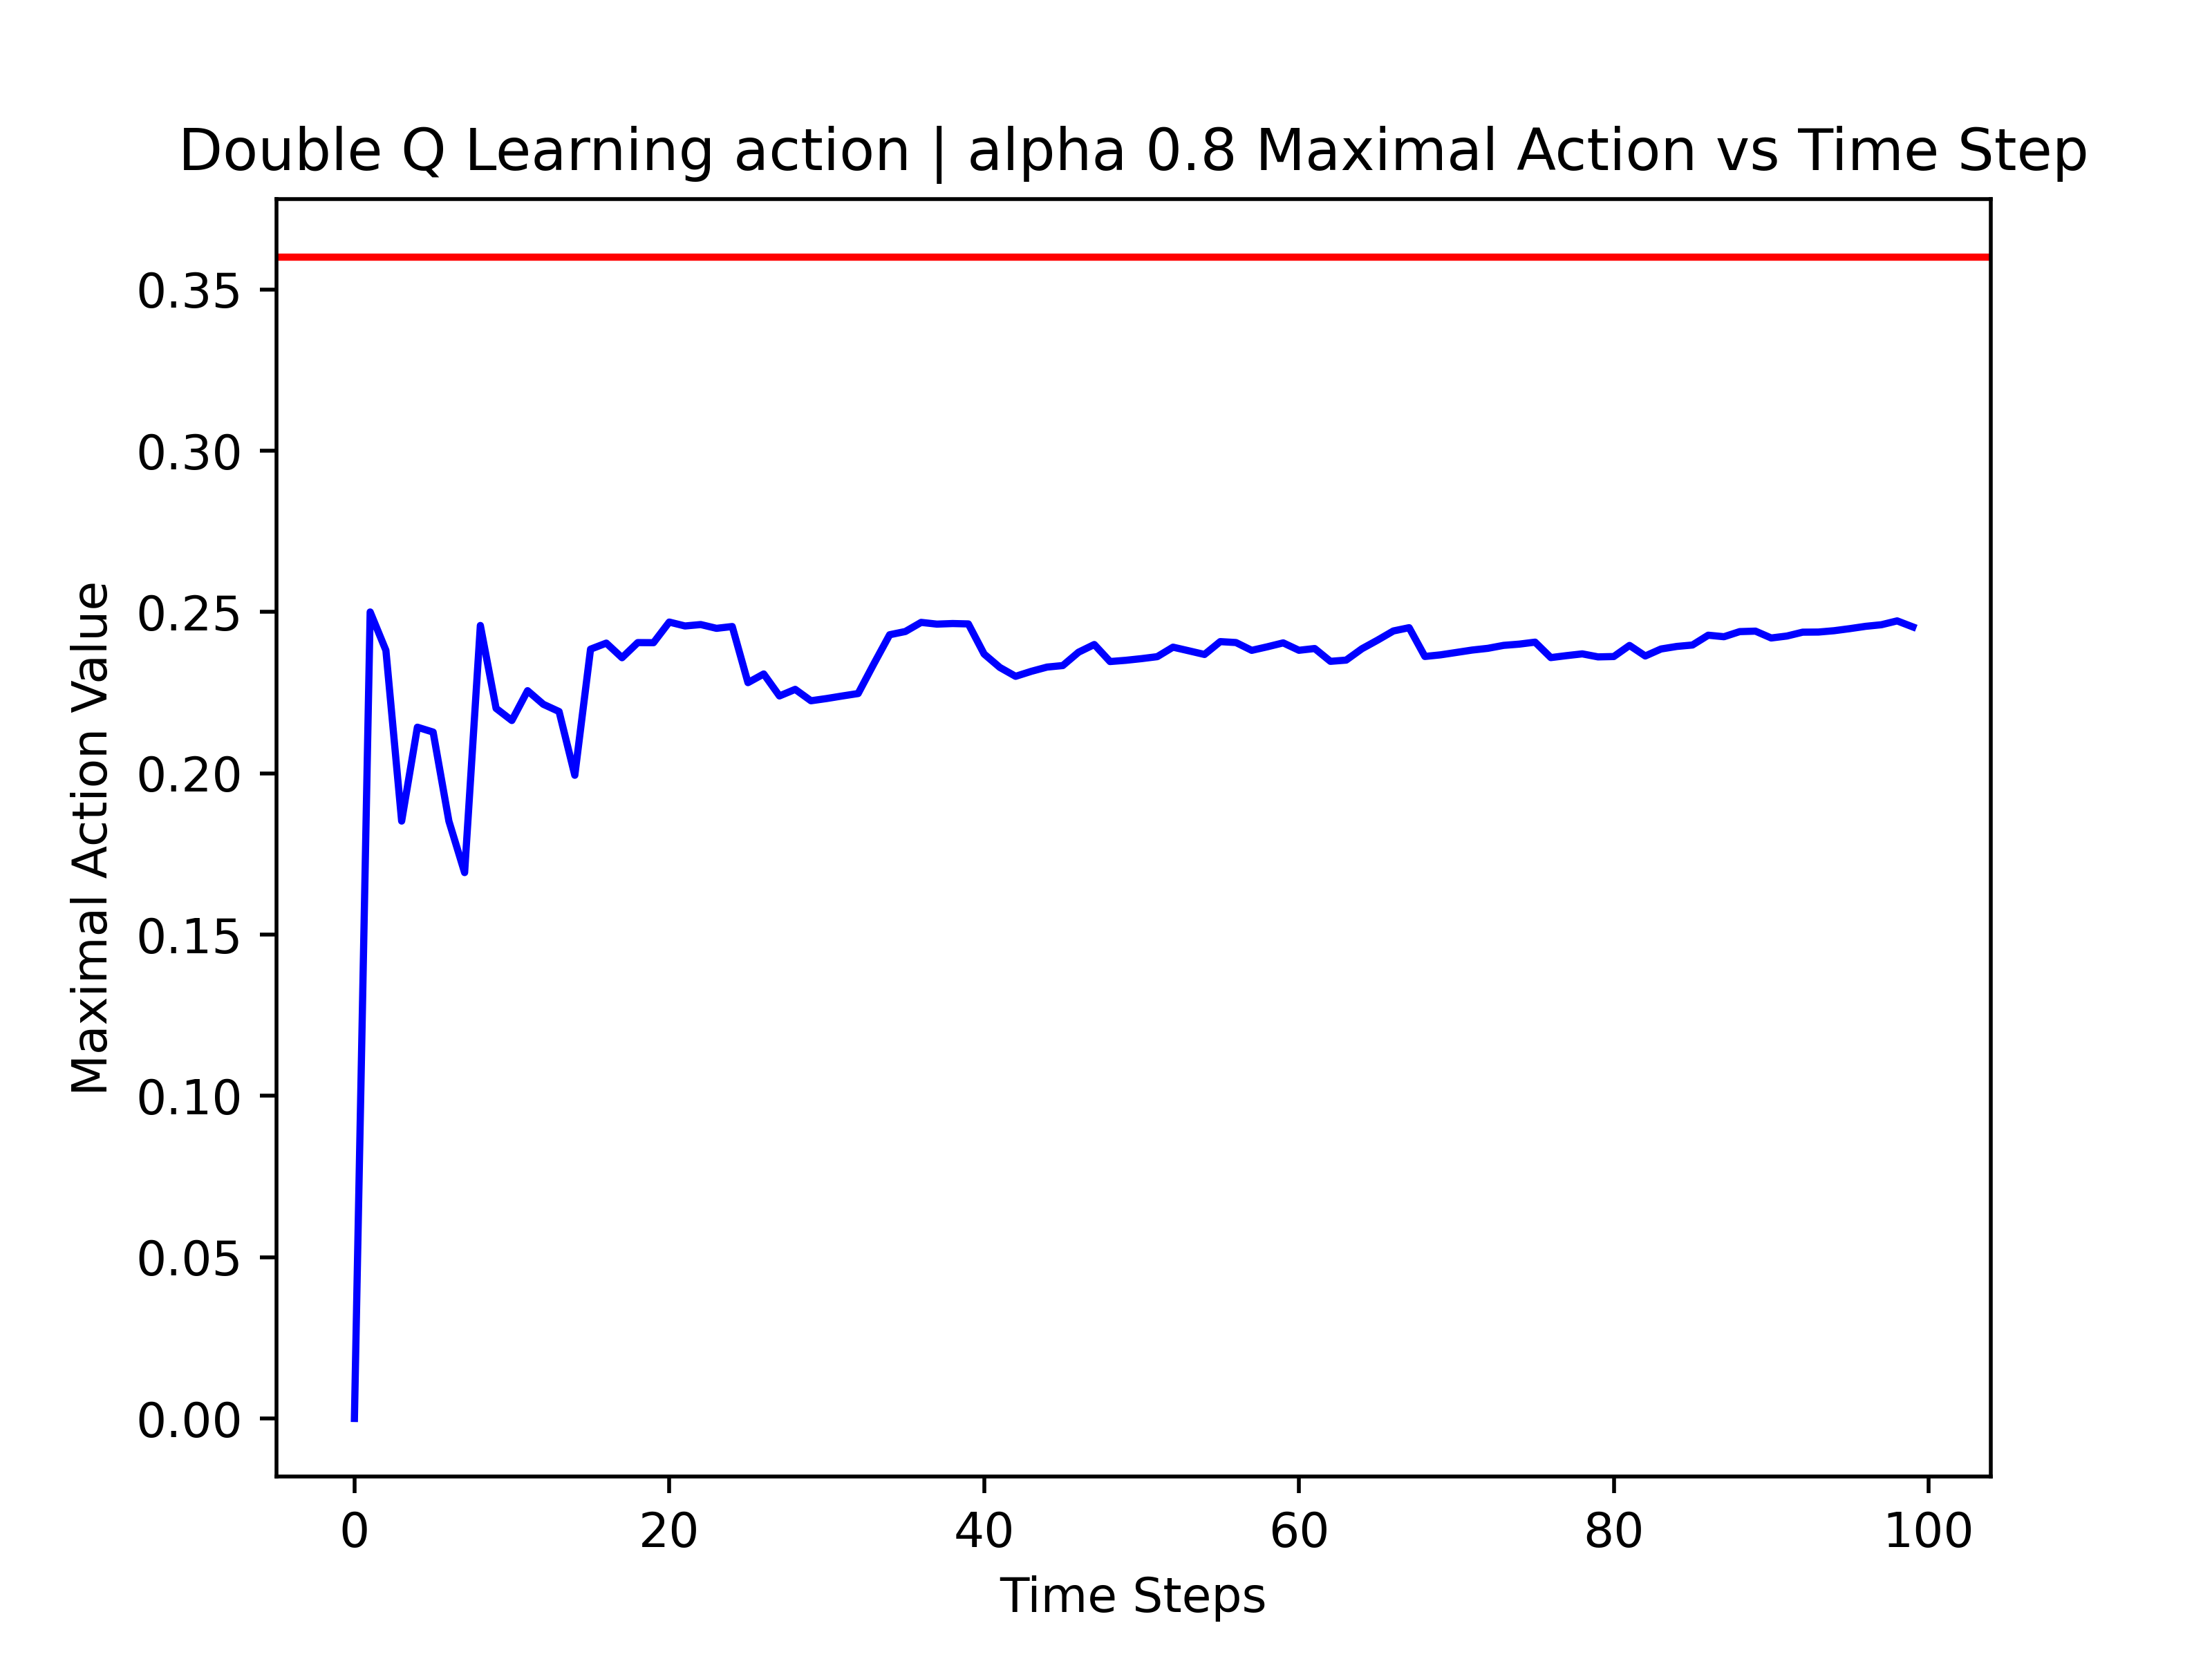 Double Q Learning action | alpha 0.8 Maximal Action vs Time Step
Maximal Action Value
0.35
0.30
0.25
0.20
0.15
0.10
0.05
0.00
0 20 40 60 80 100
Time Steps